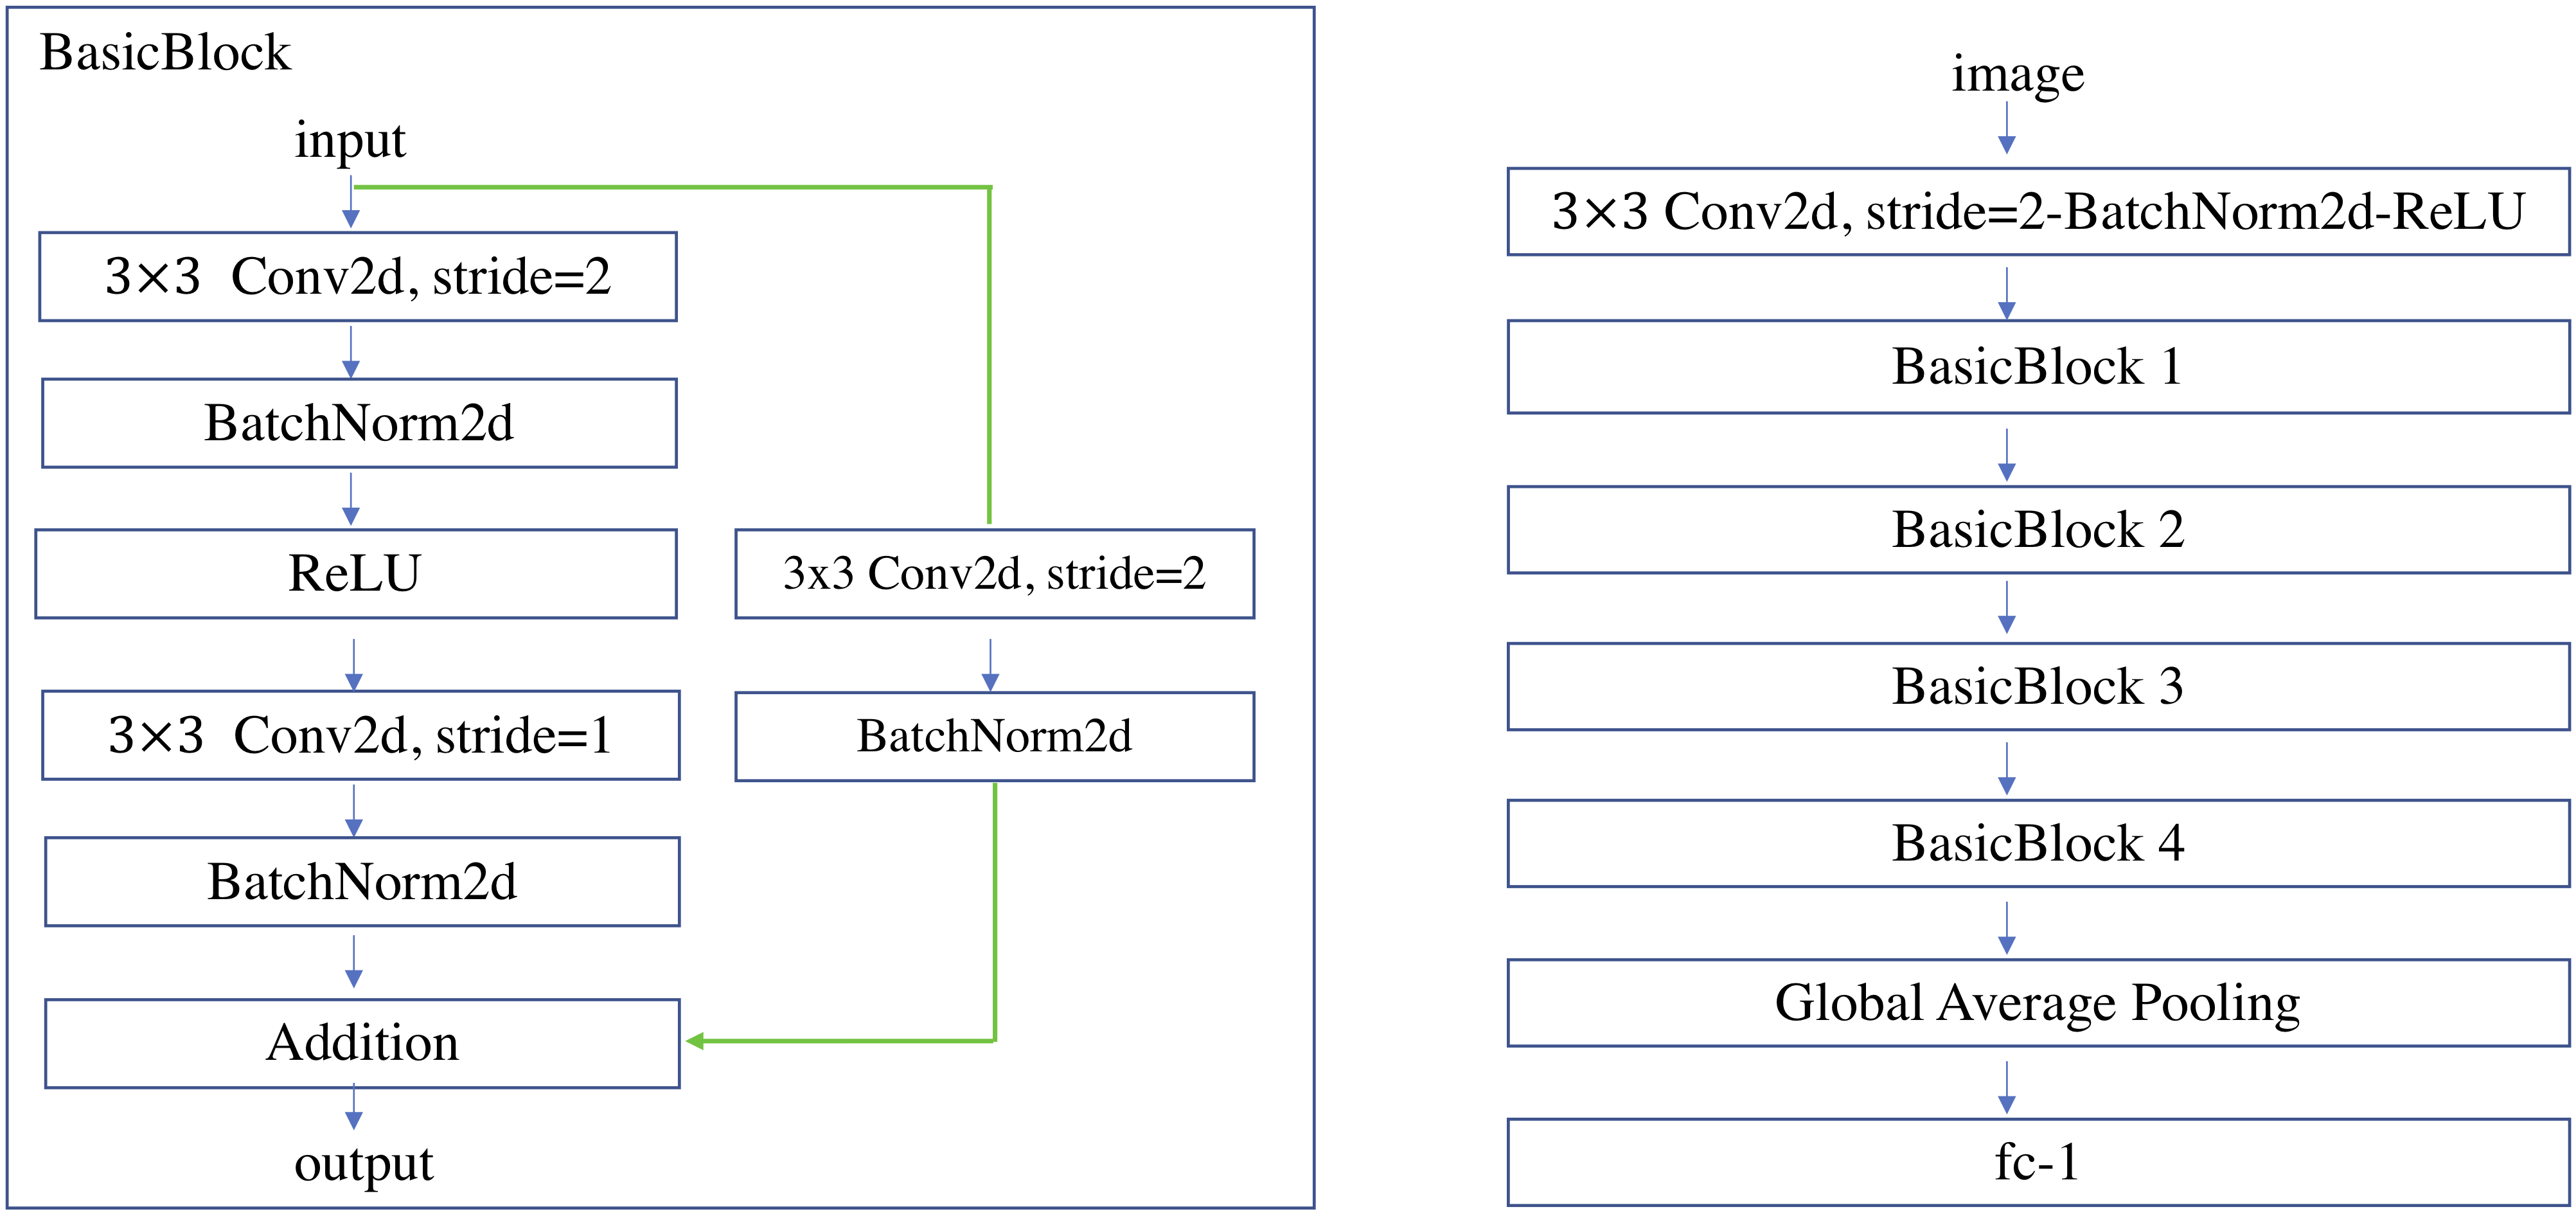 BasicBlock
input
3×3 Conv2d, stride=2
BatchNorm2d
ReLU
3×3 Conv2d, stride=1
BatchNorm2d
Addition
output
3x3 Conv2d, stride=2
BatchNorm2d
image
3×3 Conv2d, stride=2-BatchNorm2d-ReLU
BasicBlock 1
BasicBlock 2
BasicBlock 3
BasicBlock 4
Global Average Pooling
fc-1